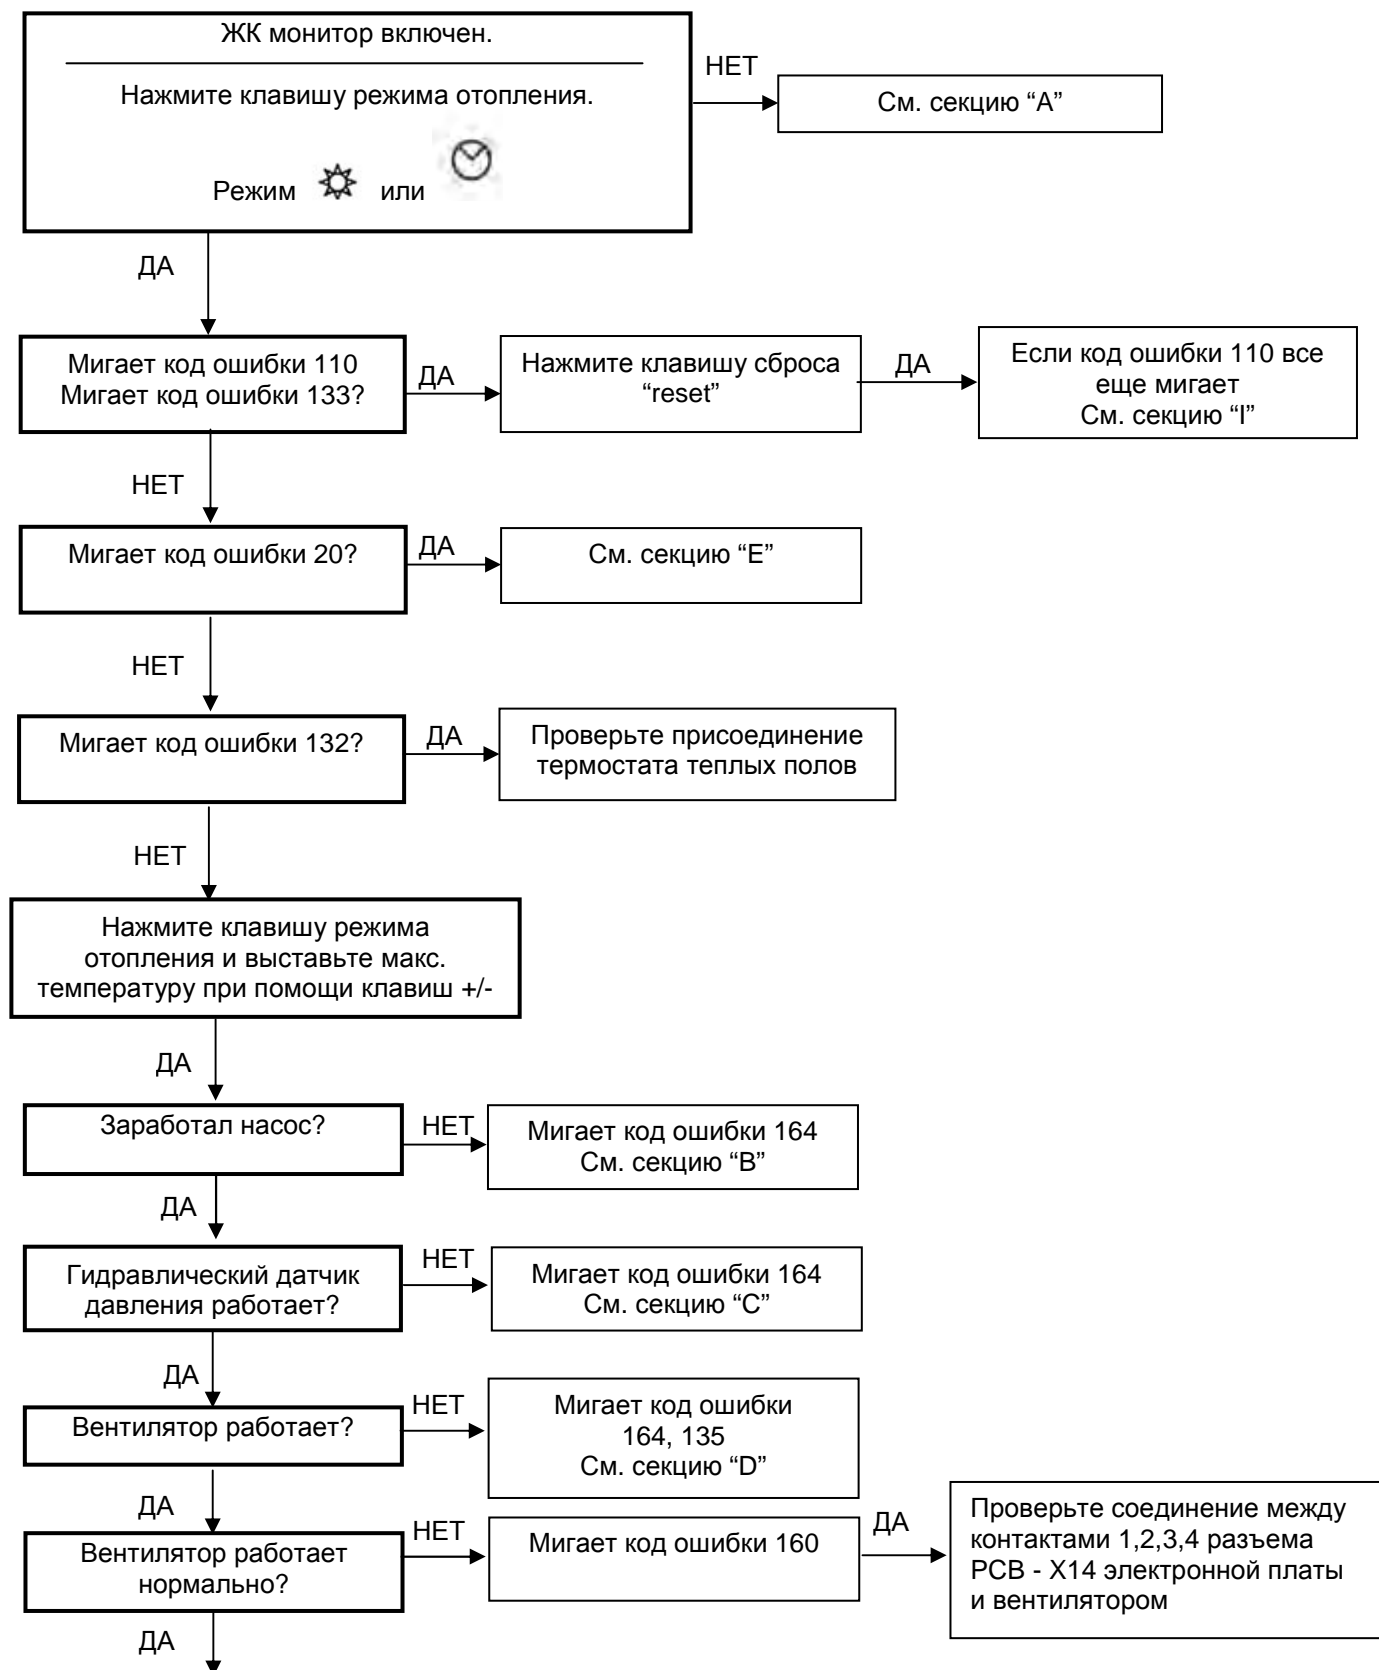 ЖК монитор включен.
Нажмите клавишу режима отопления.
Режим или
НЕТ
См. секцию “A”
ДА
Мигает код ошибки 110
Мигает код ошибки 133?
ДА
Нажмите клавишу сброса
“reset”
ДА
Если код ошибки 110 все
еще мигает
См. секцию “I”
НЕТ
Мигает код ошибки 20?
ДА
См. секцию “E”
НЕТ
Мигает код ошибки 132?
ДА
Проверьте присоединение
термостата теплых полов
НЕТ
Нажмите клавишу режима
отопления и выставьте макс.
температуру при помощи клавиш +/-
ДА
Заработал насос?
НЕТ
Мигает код ошибки 164
См. секцию “B”
ДА
Гидравлический датчик
давления работает?
НЕТ
Мигает код ошибки 164
См. секцию “C”
ДА
Вентилятор работает?
НЕТ
Мигает код ошибки
164, 135
См. секцию “D”
ДА
Вентилятор работает
нормально?
НЕТ
Мигает код ошибки 160
ДА
Проверьте соединение между
контактами 1,2,3,4 разъема
PCB - X14 электронной платы
и вентилятором
ДА